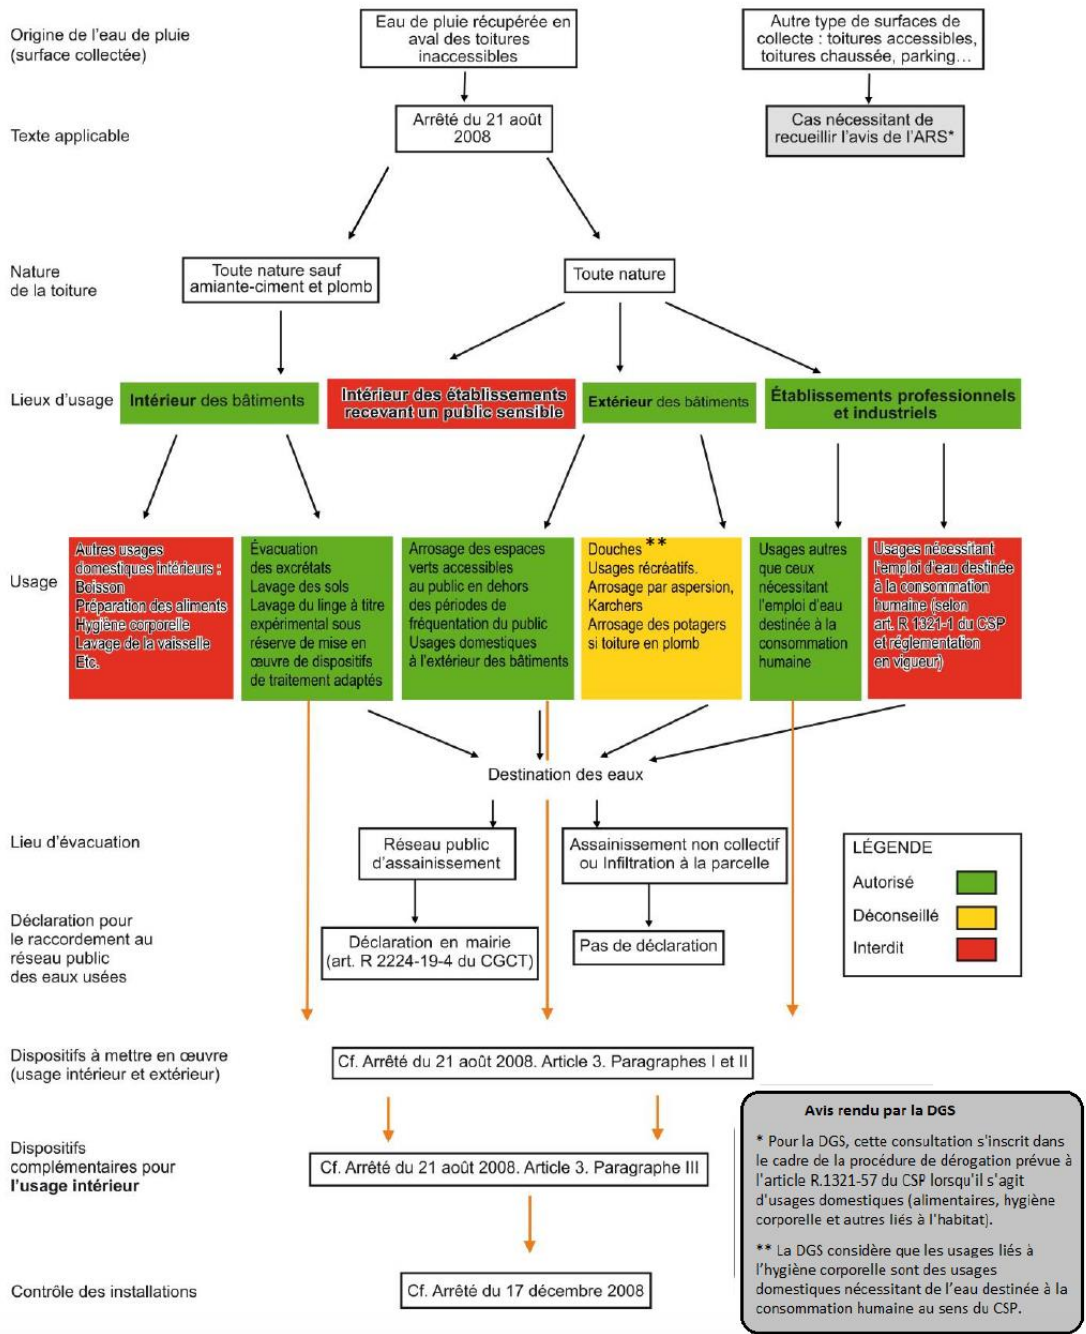 Origine de l'eau de pluie
(surface collectée)
Eau de pluie récupérée en
aval des toitures
inaccessibles
Autre type de surfaces de
collecte : toitures accessibles,
toitures chaussée, parking...
Texte applicable
Arrêté du 21 août
2008
Cas nécessitant de
recueillir l'avis de l'ARS*
Nature
de la toiture
Toute nature sauf
amiante-ciment et plomb
Toute nature
Lieux d'usage
Intérieur des bâtiments
Intérieur des établissements
recevant un public sensible
Extérieur des bâtiments
Établissements professionnels
et industriels
Usage
Autres usages
domestiques intérieurs :
Boisson
Préparation des aliments
Hygiène corporelle
Lavage de la vaisselle
Etc.
Évacuation
des excrétats
Lavage des sols
Lavage du linge à titre
expérimental sous
réserve de mise en
œuvre de dispositifs
de traitement adaptés
Arrosage des espaces
verts accessibles
au public en dehors
des périodes de
fréquentation du public
Usages domestiques
à l'extérieur des bâtiments
Douches **
Usages récréatifs.
Arrosage par aspersion,
Karchers
Arrosage des potagers
si toiture en plomb
Usages autres
que ceux
nécessitant
l'emploi d'eau
destinée à la
consommation
humaine
Usages nécessitant
l'emploi d'eau destinée
à la consommation
humaine (selon
art. R 1321-1 du CSP
et réglementation
en vigueur)
Destination des eaux
Lieu d'évacuation
Réseau public
d'assainissement
Assainissement non collectif
ou Infiltration à la parcelle
LÉGENDE
Autorisé
Déconseillé
Interdit
Déclaration pour
le raccordement au
réseau public
des eaux usées
Déclaration en mairie
(art. R 2224-19-4 du CGCT)
Pas de déclaration
Dispositifs à mettre en œuvre
(usage intérieur et extérieur)
Cf. Arrêté du 21 août 2008. Article 3. Paragraphes I et II
Dispositifs
complémentaires pour
l'usage intérieur
Cf. Arrêté du 21 août 2008. Article 3. Paragraphe III
Contrôle des installations
Cf. Arrêté du 17 décembre 2008
Avis rendu par la DGS
* Pour la DGS, cette consultation s'inscrit dans
le cadre de la procédure de dérogation prévue à
l'article R.1321-57 du CSP lorsqu'il s'agit
d'usages domestiques (alimentaires, hygiène
corporelle et autres liés à l'habitat).
** La DGS considère que les usages liés à
l'hygiène corporelle sont des usages
domestiques nécessitant de l'eau destinée à la
consommation humaine au sens du CSP.